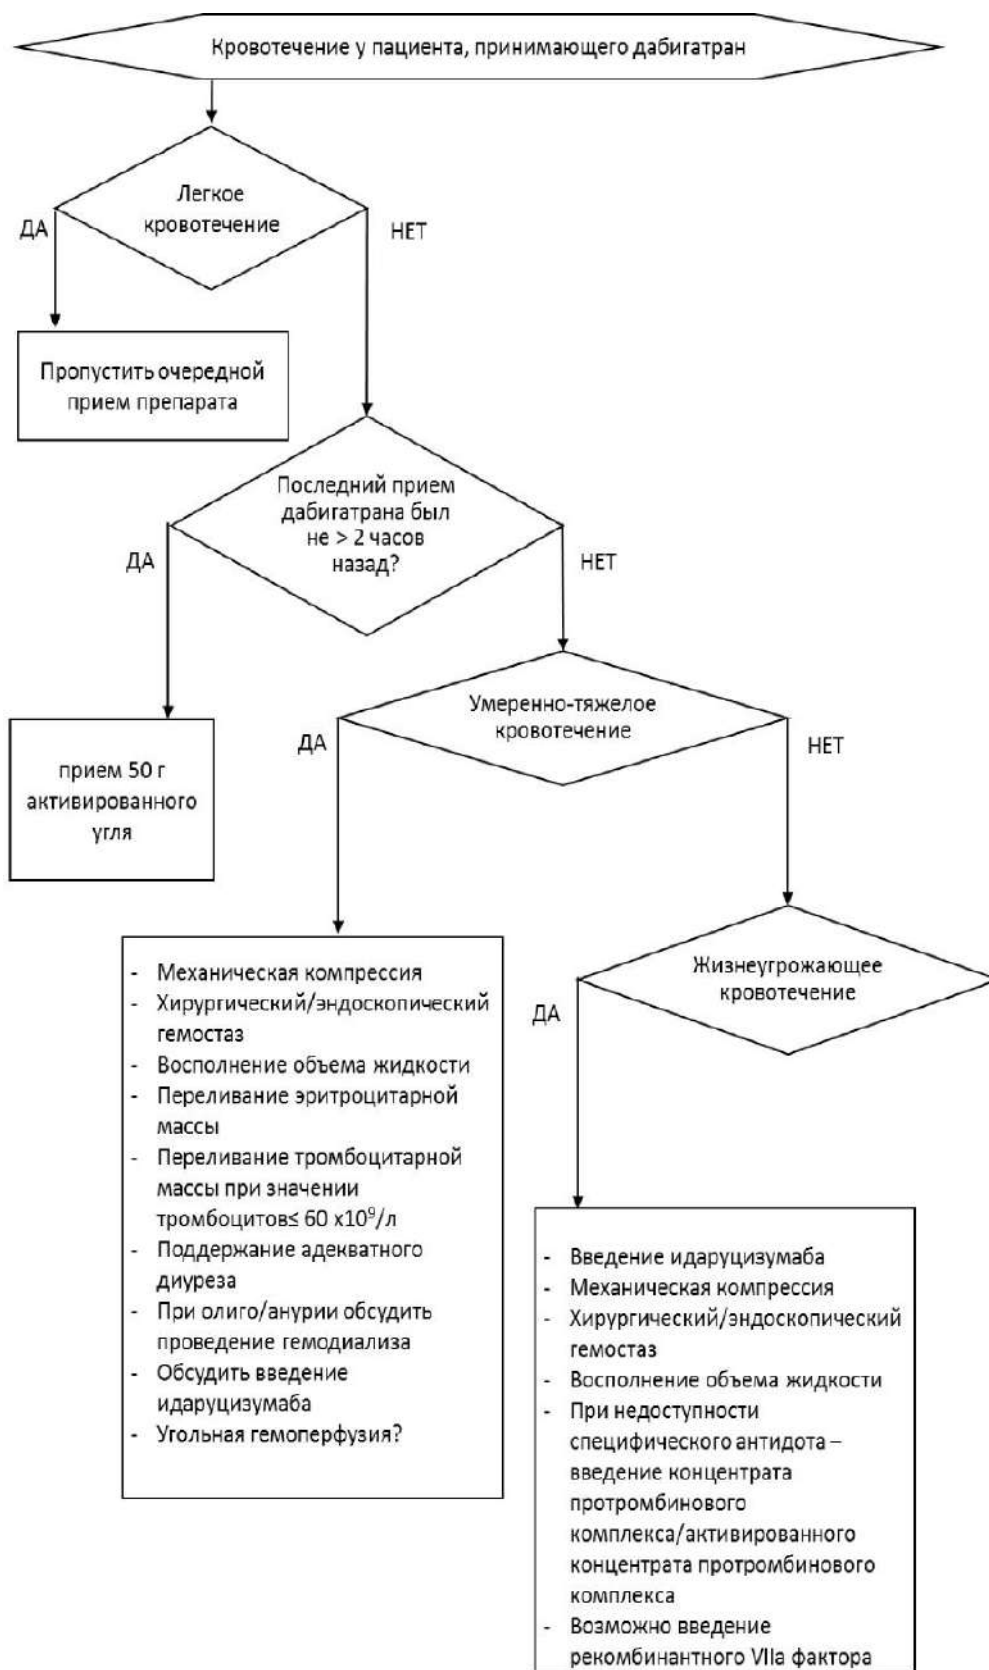 Кровотечение у пациента, принимающего дабигатран
Легкое
кровотечение
ДА
НЕТ
Пропустить очередной
прием препарата
Последний прием
дабигатрана был
не > 2 часов
назад?
ДА
НЕТ
прием 50 г
активированного
угля
Умеренно-тяжелое
кровотечение
ДА
НЕТ
- Механическая компрессия
- Хирургический/эндоскопический
гемостаз
- Восполнение объема жидкости
- Переливание эритроцитарной
массы
- Переливание тромбоцитарной
массы при значении
тромбоцитов≤ 60 х10⁹/л
- Поддержание адекватного
диуреза
- При олиго/анурии обсудить
проведение гемодиализа
- Обсудить введение
идаруцизумаба
- Угольная гемоперфузия?
Жизнеугрожающее
кровотечение
ДА
- Введение идаруцизумаба
- Механическая компрессия
- Хирургический/эндоскопический
гемостаз
- Восполнение объема жидкости
- При недоступности
специфического антидота –
введение концентрата
протромбинового
комплекса/активированного
концентрата протромбинового
комплекса
- Возможно введение
рекомбинантного VIIa фактора